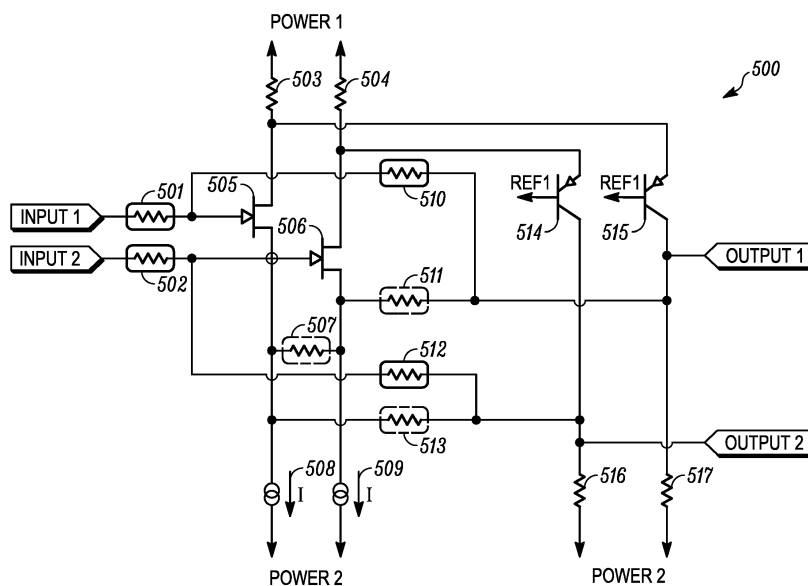 POWER 1
503
504
500
501
505
510
REF1
REF1
INPUT 1
506
514
515
INPUT 2
OUTPUT 1
502
511
507
512
513
OUTPUT 2
508
509
516
517
I
I
POWER 2
POWER 2